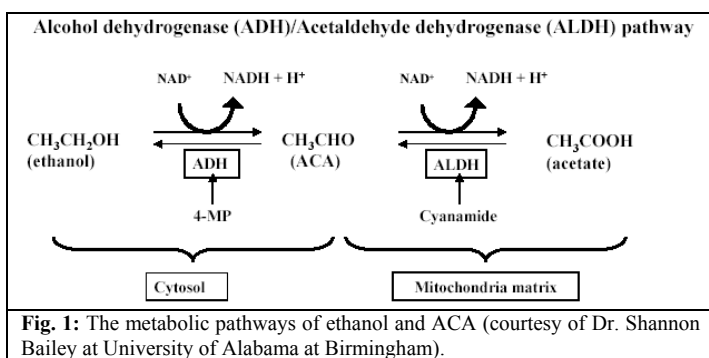 Alcohol dehydrogenase (ADH)/Acetaldehyde dehydrogenase (ALDH) pathway
NAD⁺ NADH + H⁺ NAD⁺ NADH + H⁺
CH₃CH₂OH CH₃CHO CH₃COOH
(ethanol) ADH (ACA) ALDH (acetate)
4-MP Cyanamide
Cytosol Mitochondria matrix
Fig. 1: The metabolic pathways of ethanol and ACA (courtesy of Dr. Shannon
Bailey at University of Alabama at Birmingham).